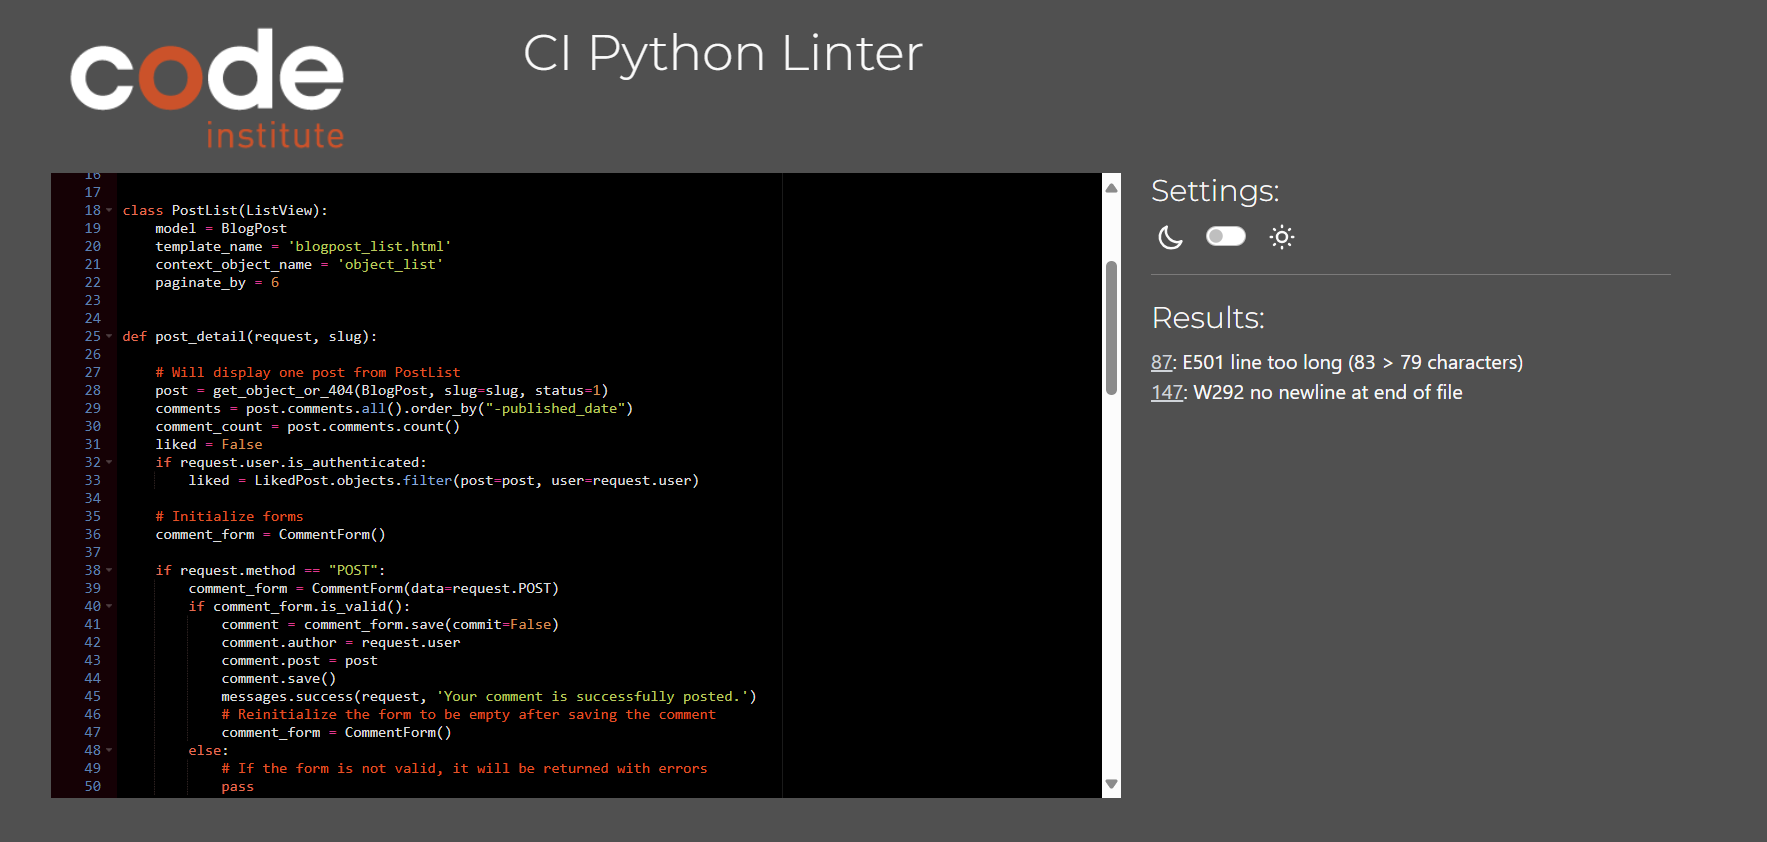 code
institute
CI Python Linter
16
17
18 class PostList(ListView):
19     model = BlogPost
20     template_name = 'blogpost_list.html'
21     context_object_name = 'object_list'
22     paginate_by = 6
23
24
25 def post_detail(request, slug):
26
27     # Will display one post from PostList
28     post = get_object_or_404(BlogPost, slug=slug, status=1)
29     comments = post.comments.all().order_by("-published_date")
30     comment_count = post.comments.count()
31     liked = False
32     if request.user.is_authenticated:
33         liked = LikedPost.objects.filter(post=post, user=request.user)
34
35     # Initialize forms
36     comment_form = CommentForm()
37
38     if request.method == "POST":
39         comment_form = CommentForm(data=request.POST)
40         if comment_form.is_valid():
41             comment = comment_form.save(commit=False)
42             comment.author = request.user
43             comment.post = post
44             comment.save()
45             messages.success(request, 'Your comment is successfully posted.')
46             # Reinitialize the form to be empty after saving the comment
47             comment_form = CommentForm()
48         else:
49             # If the form is not valid, it will be returned with errors
50             pass
Settings:
Results:
87: E501 line too long (83 > 79 characters)
147: W292 no newline at end of file